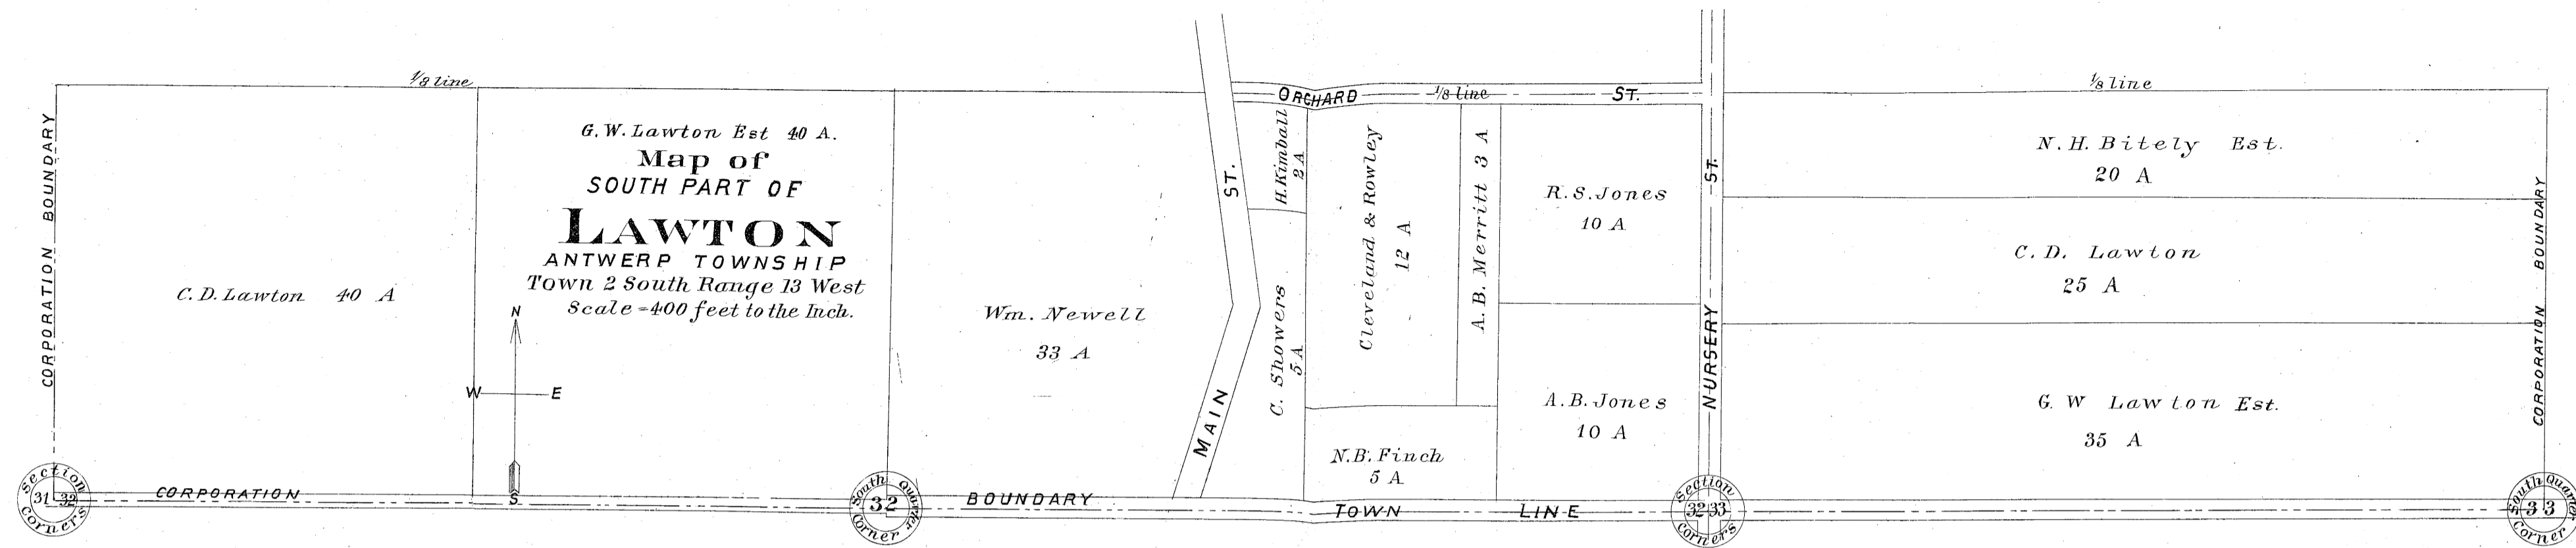 1/8 line
CORPORATION BOUNDARY
C. D. Lawton 40 A
G. W. Lawton Est 40 A.
Map of
SOUTH PART OF
LAWTON
ANTWERP TOWNSHIP
Town 2 South Range 13 West
Scale = 400 feet to the Inch.
N
W E
S
Wm. Newell
33 A
MAIN ST.
ORCHARD 1/8 line ST.
H. Kimball
2 A
C. Showers
5 A
Cleveland & Rowley
12 A
A. B. Merritt 3 A
N. B. Finch
5 A
R. S. Jones
10 A
A. B. Jones
10 A
NURSERY ST.
1/8 line
N. H. Bitely Est.
20 A
C. D. Lawton
25 A
G. W Lawton Est.
35 A
CORPORATION BOUNDARY
Section
31 32
Corners
CORPORATION
South Quarter
32
Corner
BOUNDARY
TOWN LINE
Section
32 33
Corners
South Quarter
33
Corner